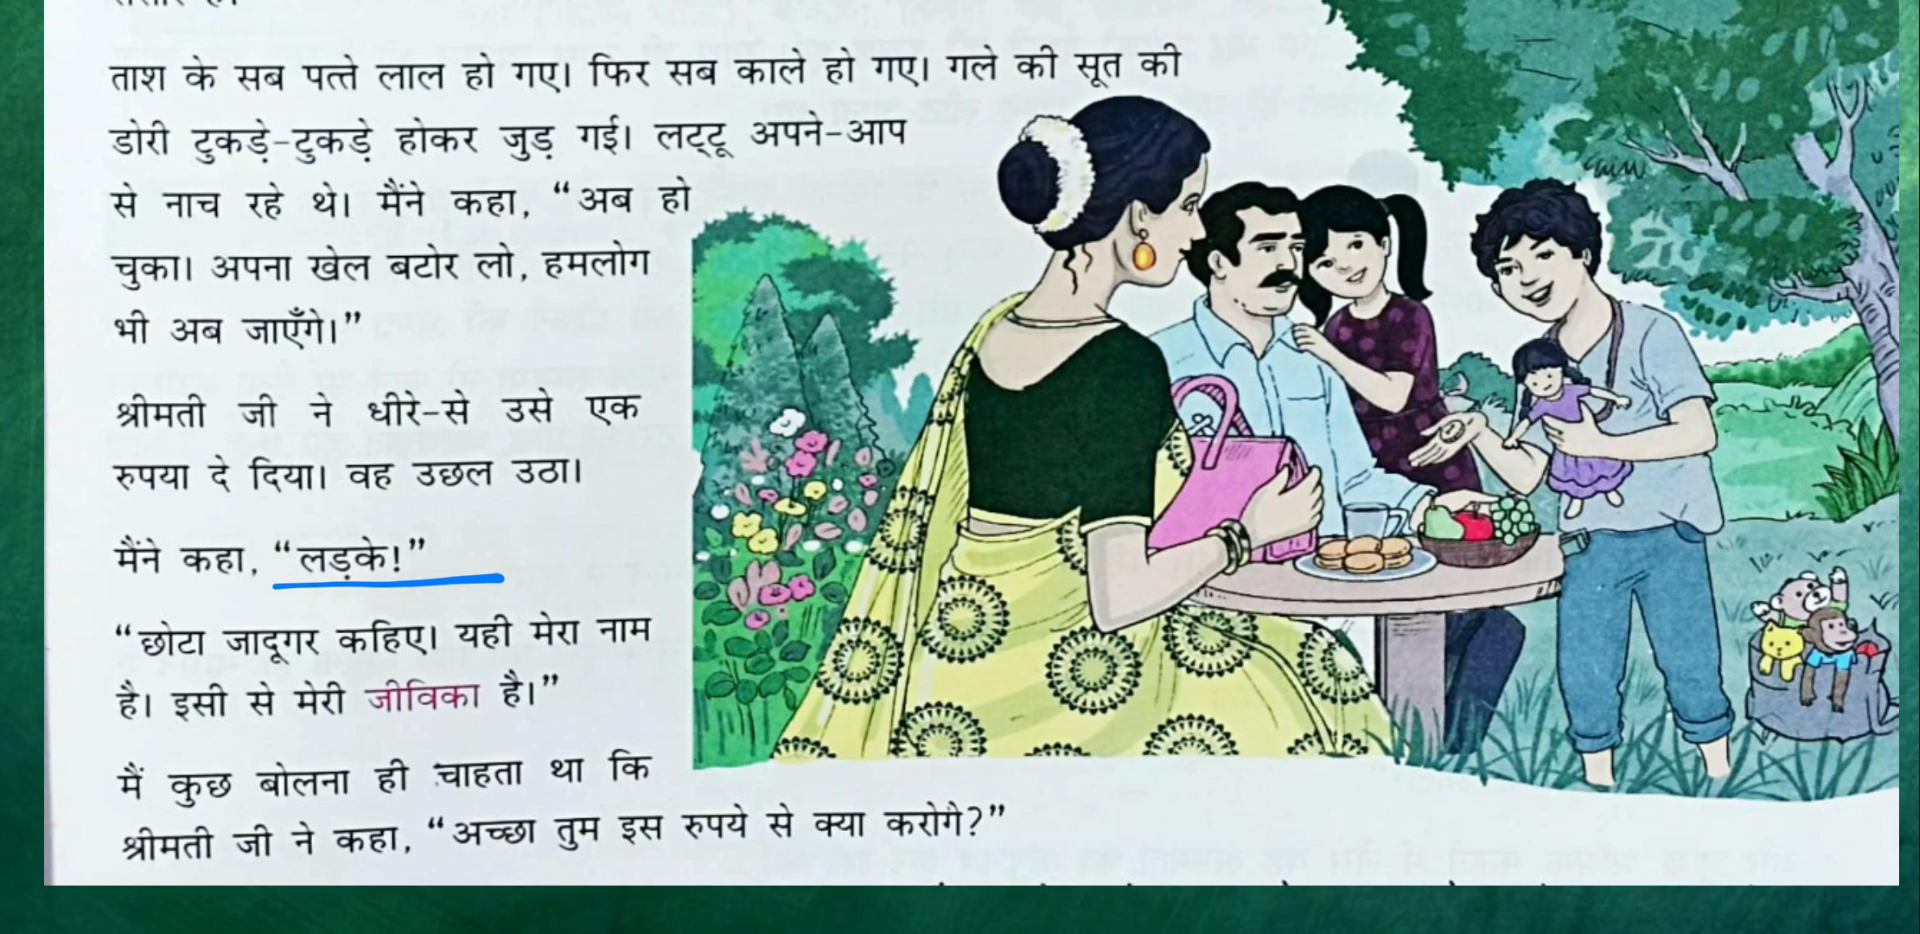 ताश के सब पत्ते लाल हो गए। फिर सब काले हो गए। गले की सूत की
डोरी टुकड़े-टुकड़े होकर जुड़ गई। लट्टू अपने-आप
से नाच रहे थे। मैंने कहा, “अब हो
चुका। अपना खेल बटोर लो, हमलोग
भी अब जाएँगे।”
श्रीमती जी ने धीरे-से उसे एक
रुपया दे दिया। वह उछल उठा।
मैंने कहा, “लड़के!”
“छोटा जादूगर कहिए। यही मेरा नाम
है। इसी से मेरी जीविका है।”
मैं कुछ बोलना ही चाहता था कि
श्रीमती जी ने कहा, “अच्छा तुम इस रुपये से क्या करोगे?”